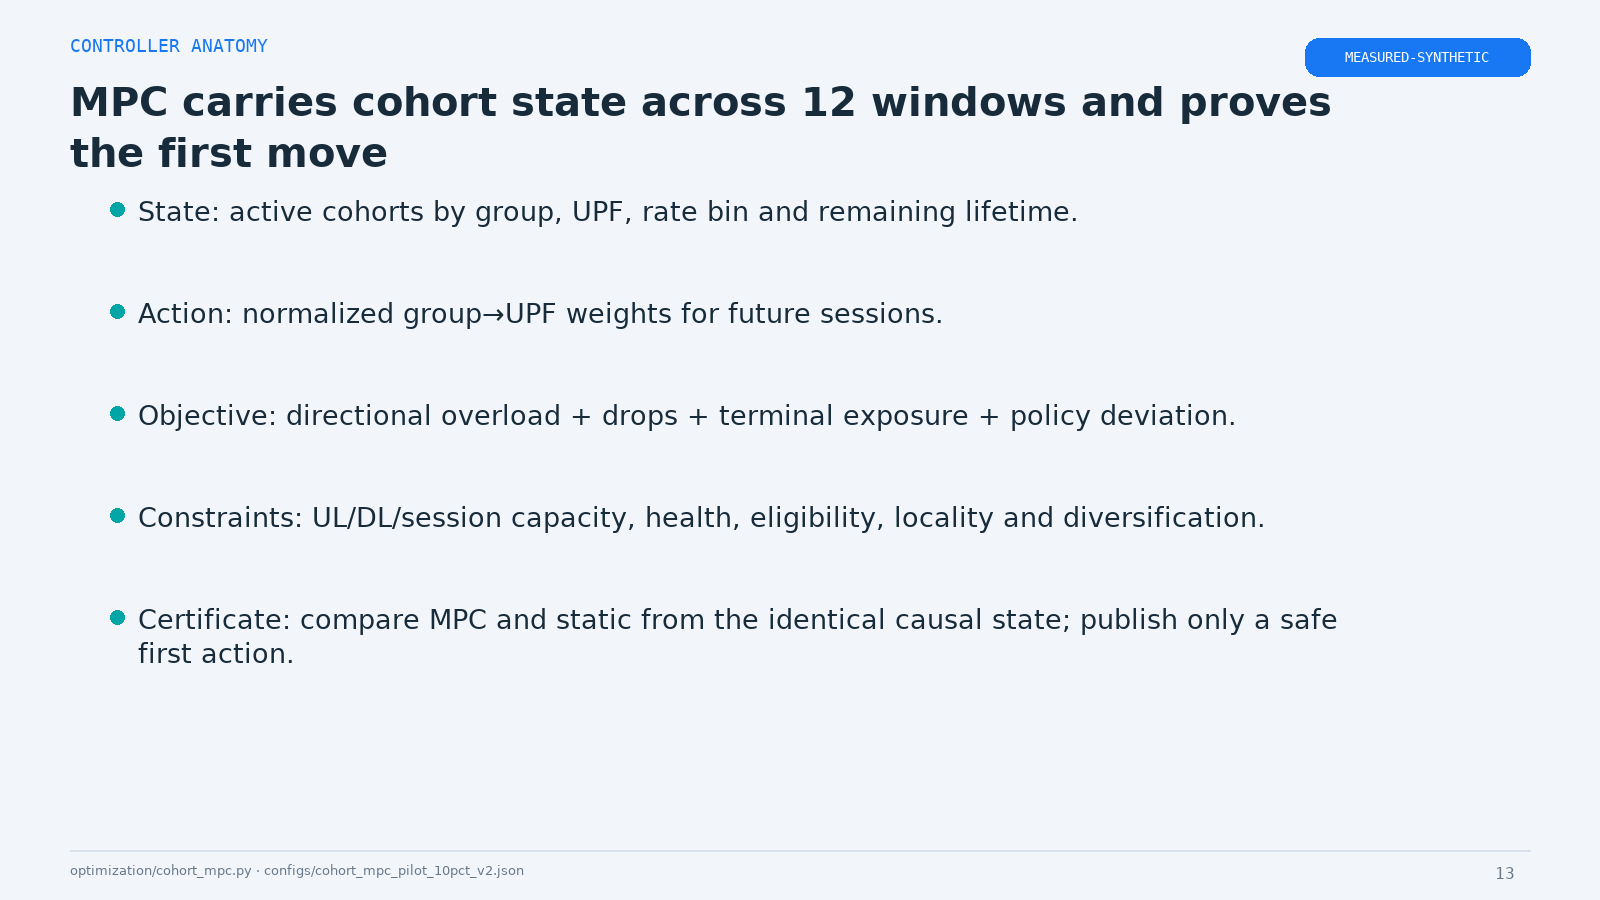 CONTROLLER ANATOMY
MEASURED-SYNTHETIC
MPC carries cohort state across 12 windows and proves
the first move
State: active cohorts by group, UPF, rate bin and remaining lifetime.
Action: normalized group→UPF weights for future sessions.
Objective: directional overload + drops + terminal exposure + policy deviation.
Constraints: UL/DL/session capacity, health, eligibility, locality and diversification.
Certificate: compare MPC and static from the identical causal state; publish only a safe
first action.
optimization/cohort_mpc.py · configs/cohort_mpc_pilot_10pct_v2.json
13